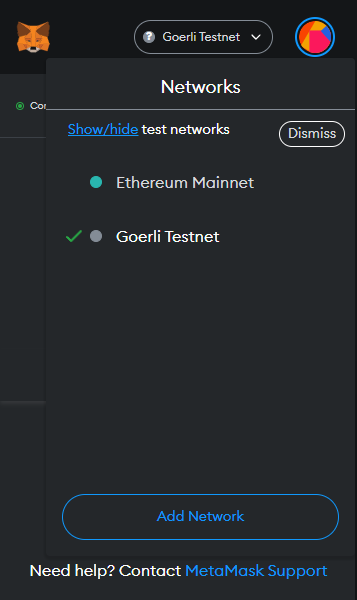 Goerli Testnet
Networks
Show/hide test networks
Dismiss
Ethereum Mainnet
Goerli Testnet
Add Network
Need help? Contact MetaMask Support